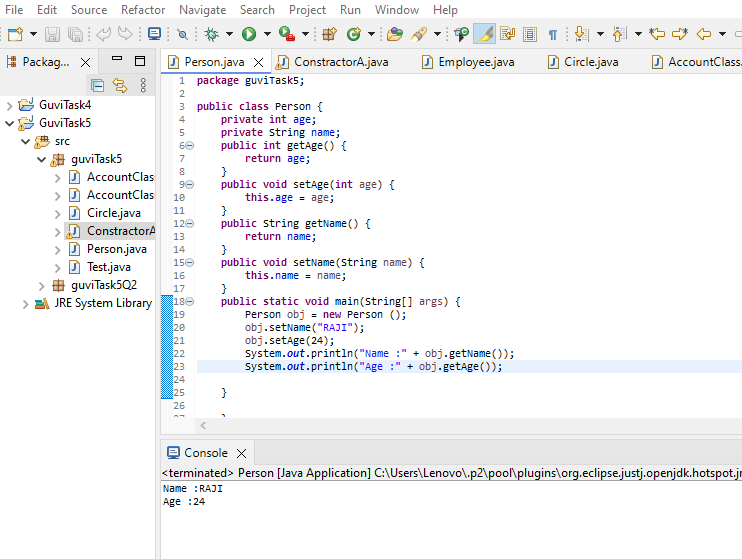 File Edit Source Refactor Navigate Search Project Run Window Help
Packag...
GuviTask4
GuviTask5
src
guviTask5
AccountClas
AccountClas
Circle.java
ConstractorA
Person.java
Test.java
guviTask5Q2
JRE System Library
Person.java ConstractorA.java Employee.java Circle.java AccountClass.
1 package guviTask5;
2
3 public class Person {
4 private int age;
5 private String name;
6 public int getAge() {
7 return age;
8 }
9 public void setAge(int age) {
10 this.age = age;
11 }
12 public String getName() {
13 return name;
14 }
15 public void setName(String name) {
16 this.name = name;
17 }
18 public static void main(String[] args) {
19 Person obj = new Person ();
20 obj.setName("RAJI");
21 obj.setAge(24);
22 System.out.println("Name :" + obj.getName());
23 System.out.println("Age :" + obj.getAge());
24
25 }
26
Console
<terminated> Person [Java Application] C:\Users\Lenovo\.p2\pool\plugins\org.eclipse.justj.openjdk.hotspot.jr
Name :RAJI
Age :24